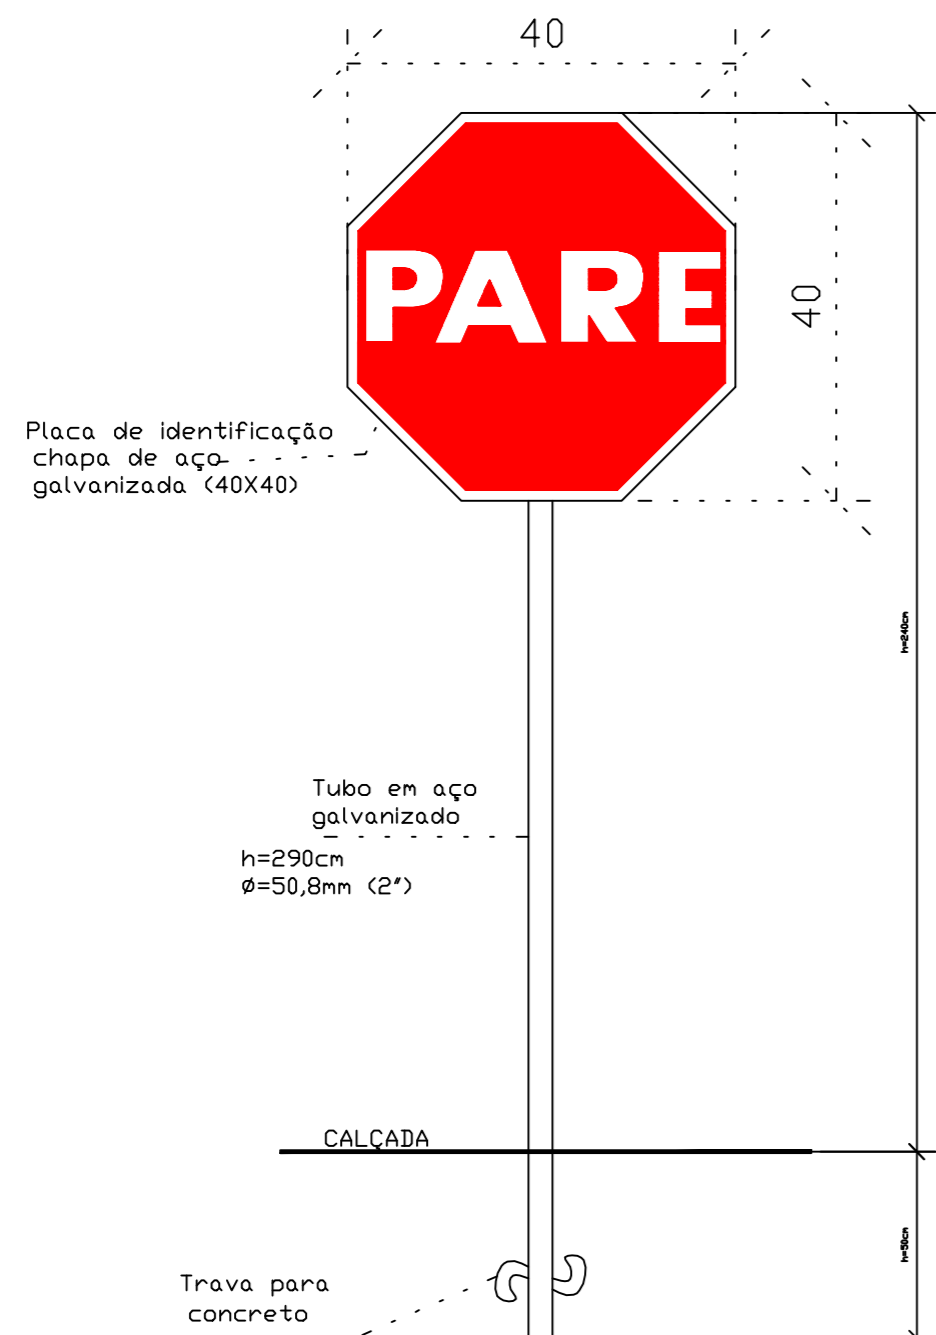 40
PARE
40
Placa de identificação
chapa de aço
galvanizada (40X40)
h=240cm
Tubo em aço
galvanizado
h=290cm
Ø=50,8mm (2")
CALÇADA
h=50cm
Trava para
concreto